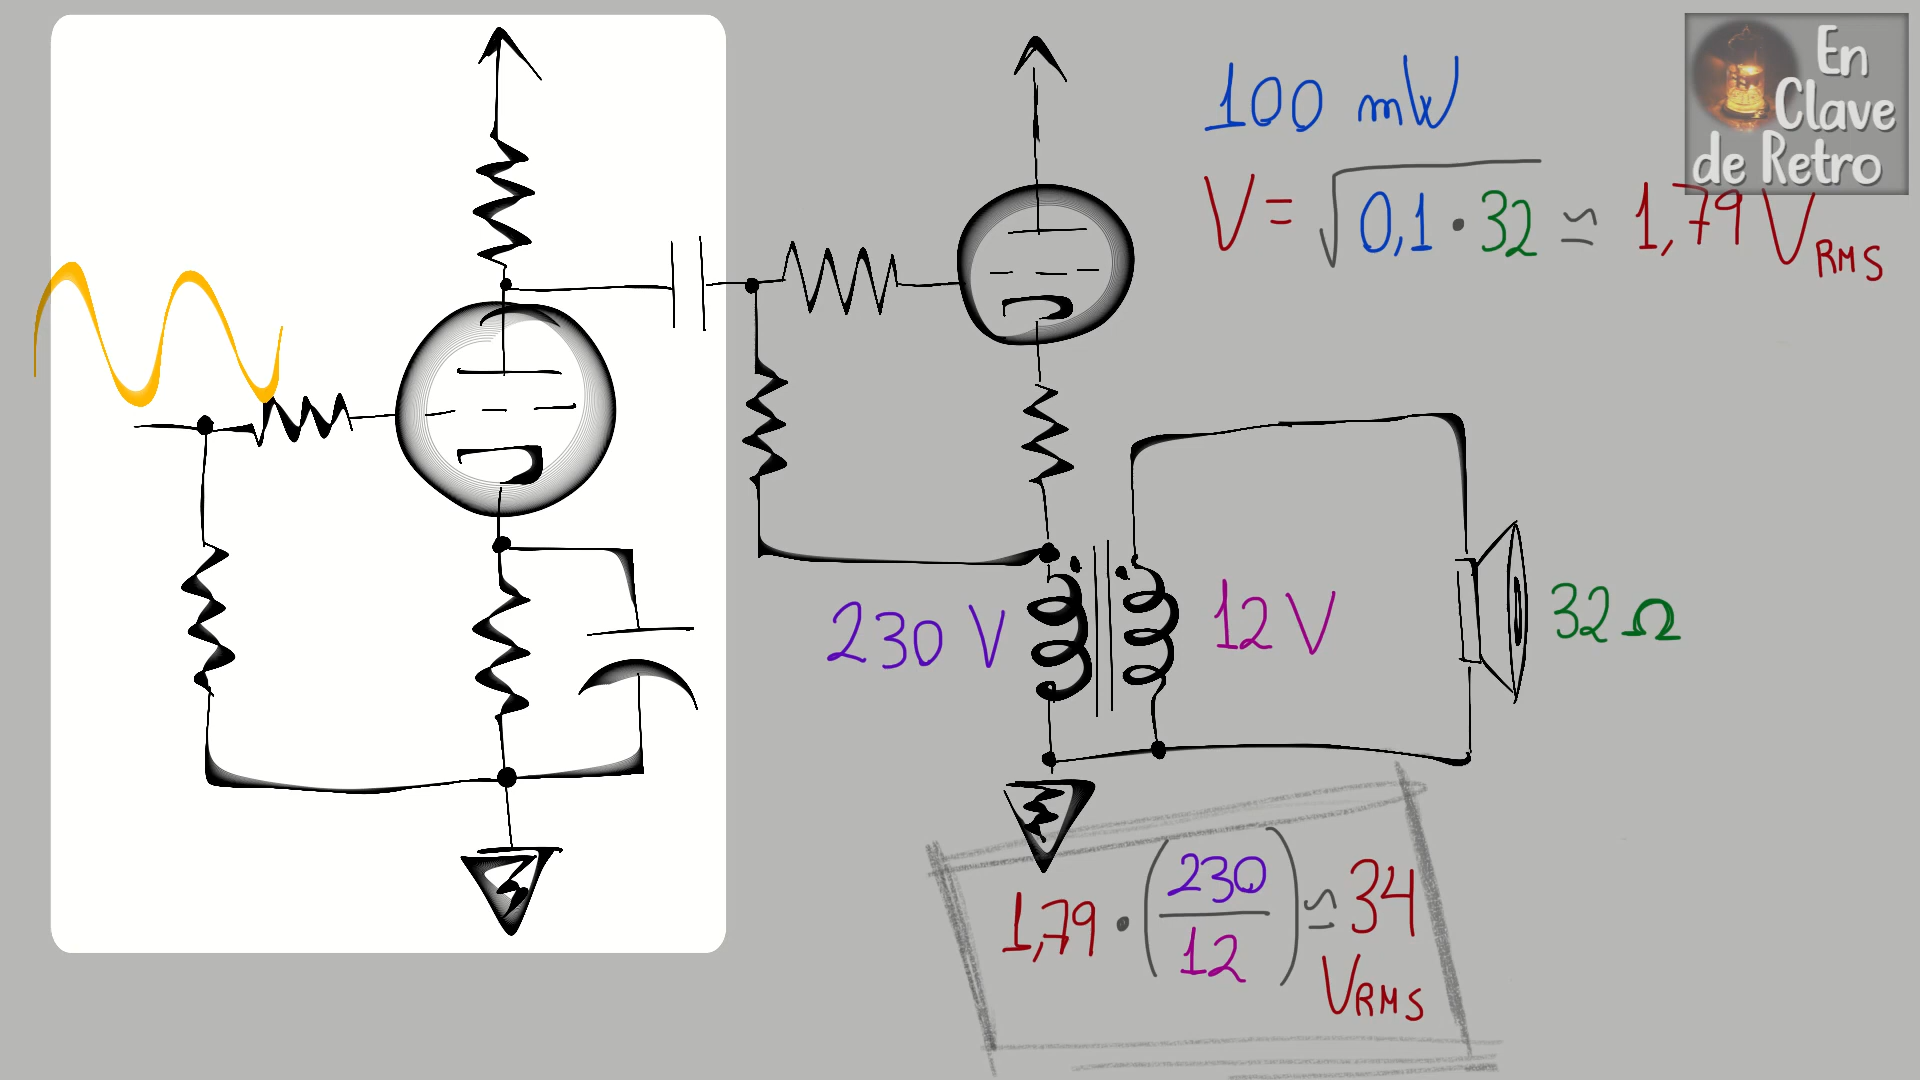 En
Clave
de Retro
100 mW
V = √0,1 · 32 ≃ 1,79 VRMS
230 V
12 V
32 Ω
1,79 · (230/12) ≃ 34
VRMS